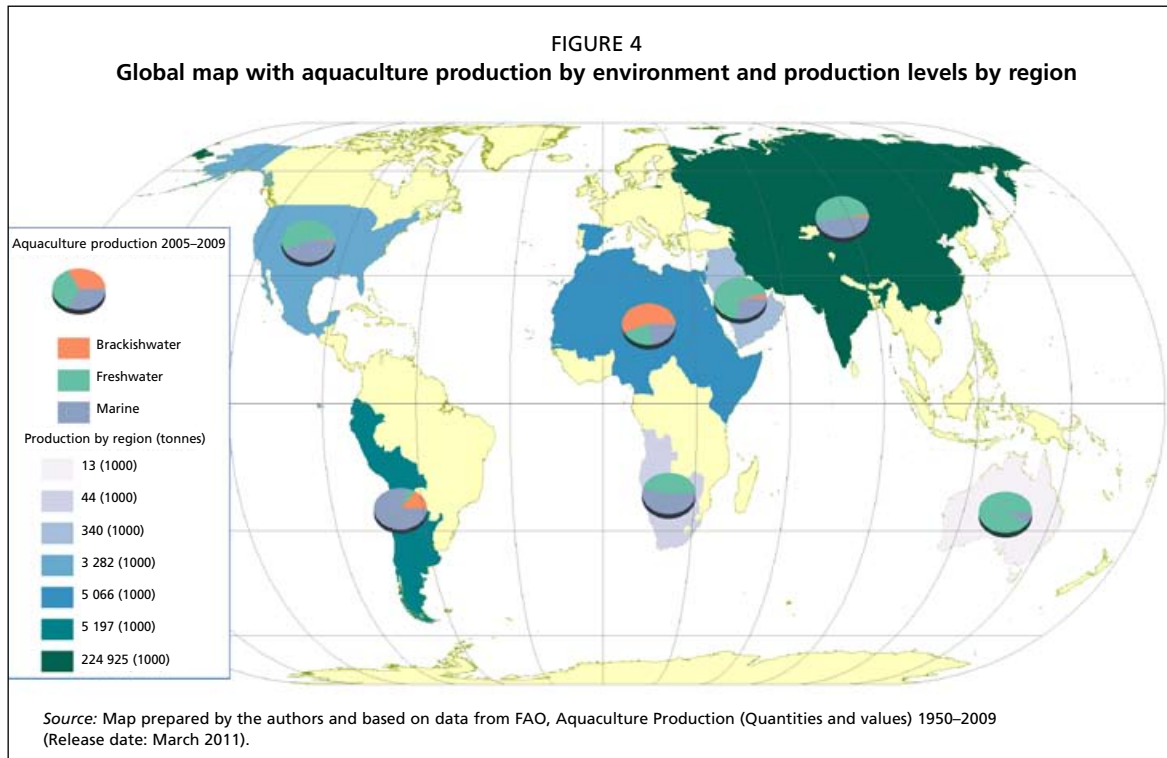 FIGURE 4
Global map with aquaculture production by environment and production levels by region
Aquaculture production 2005–2009
Brackishwater
Freshwater
Marine
Production by region (tonnes)
13 (1000)
44 (1000)
340 (1000)
3 282 (1000)
5 066 (1000)
5 197 (1000)
224 925 (1000)
Source: Map prepared by the authors and based on data from FAO, Aquaculture Production (Quantities and values) 1950–2009
(Release date: March 2011).